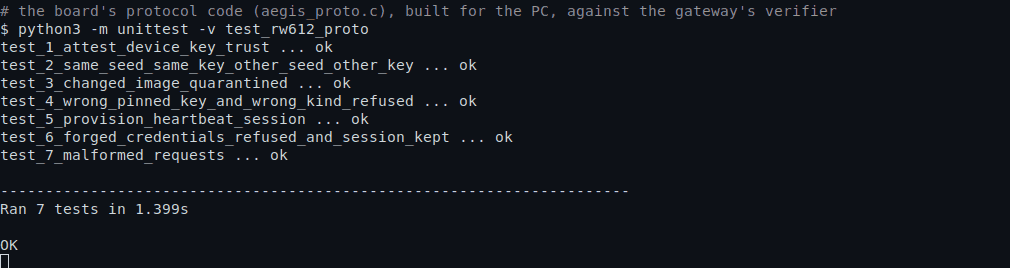 # the board's protocol code (aegis_proto.c), built for the PC, against the gateway's verifier
$ python3 -m unittest -v test_rw612_proto
test_1_attest_device_key_trust ... ok
test_2_same_seed_same_key_other_seed_other_key ... ok
test_3_changed_image_quarantined ... ok
test_4_wrong_pinned_key_and_wrong_kind_refused ... ok
test_5_provision_heartbeat_session ... ok
test_6_forged_credentials_refused_and_session_kept ... ok
test_7_malformed_requests ... ok

----------------------------------------------------------------------
Ran 7 tests in 1.399s

OK